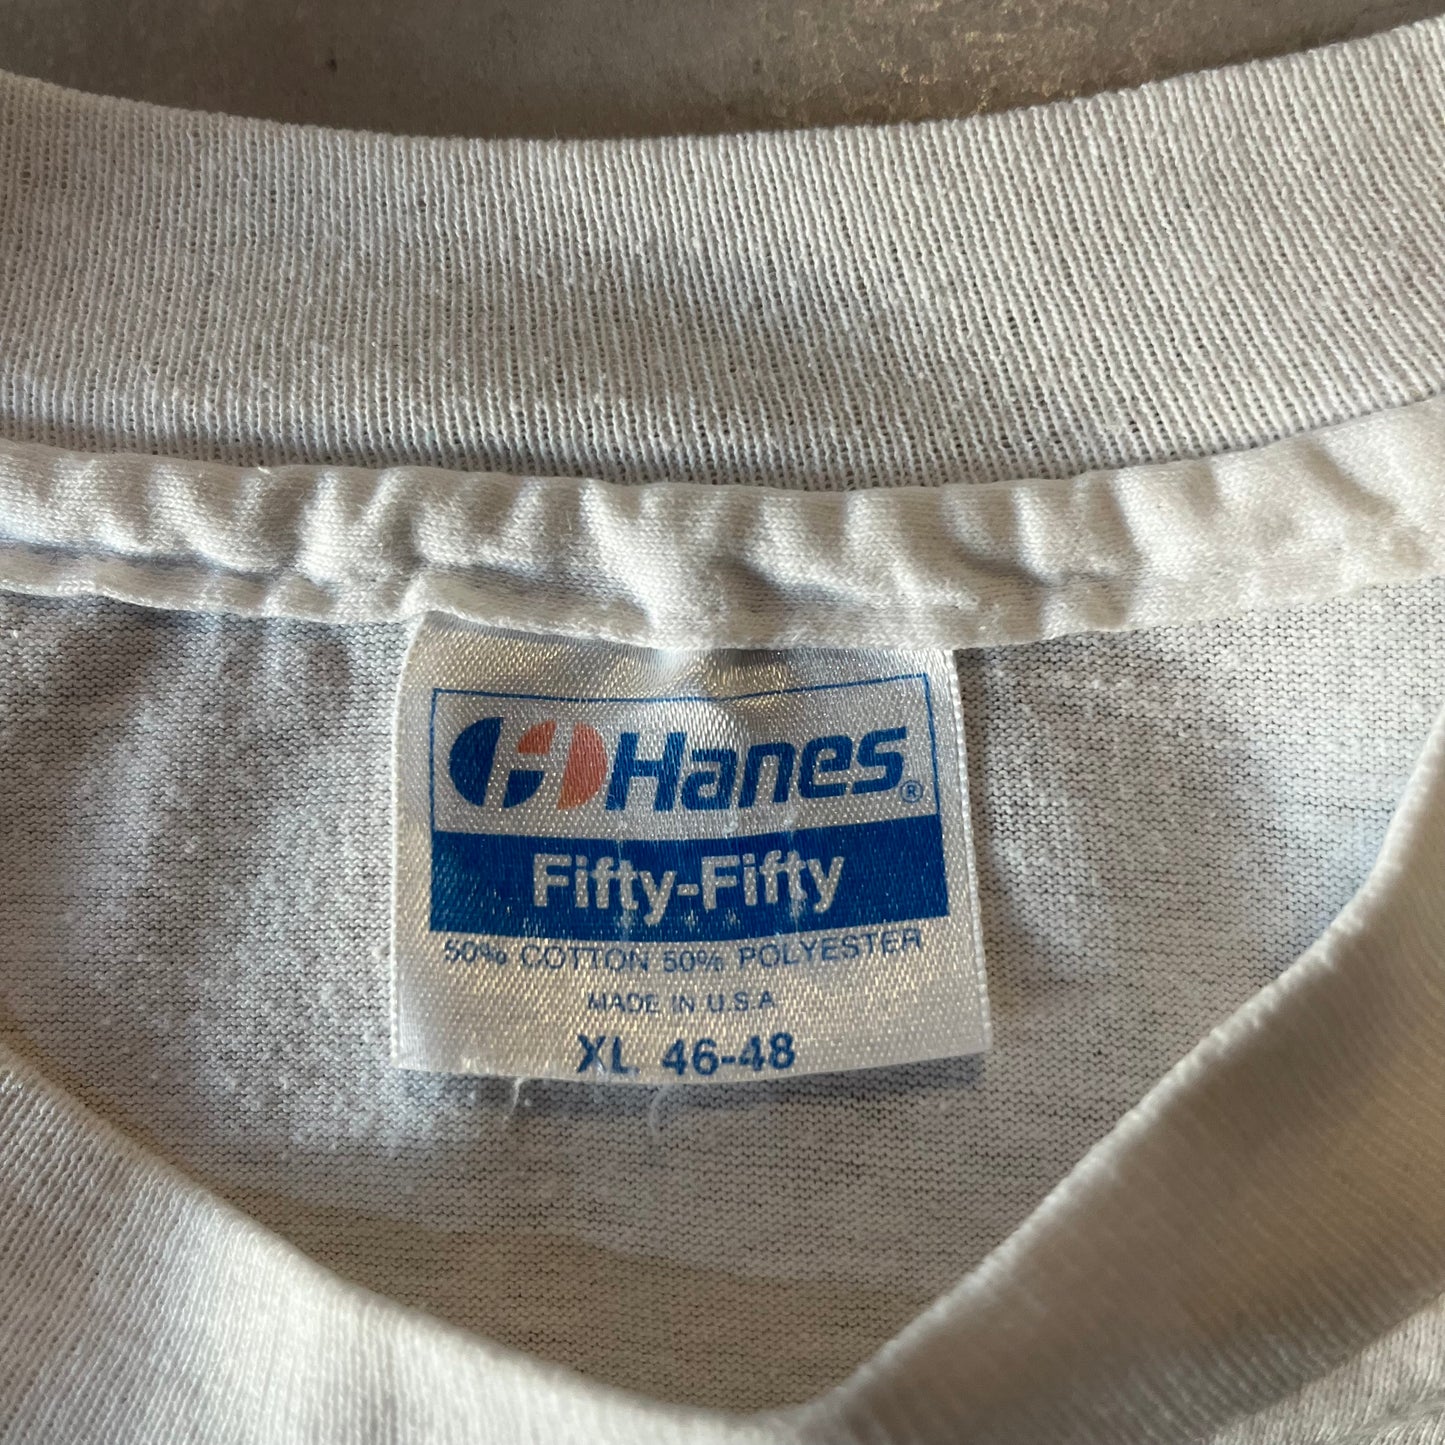 Hanes®
Fifty-Fifty
50% COTTON 50% POLYESTER
MADE IN U.S.A
XL 46-48